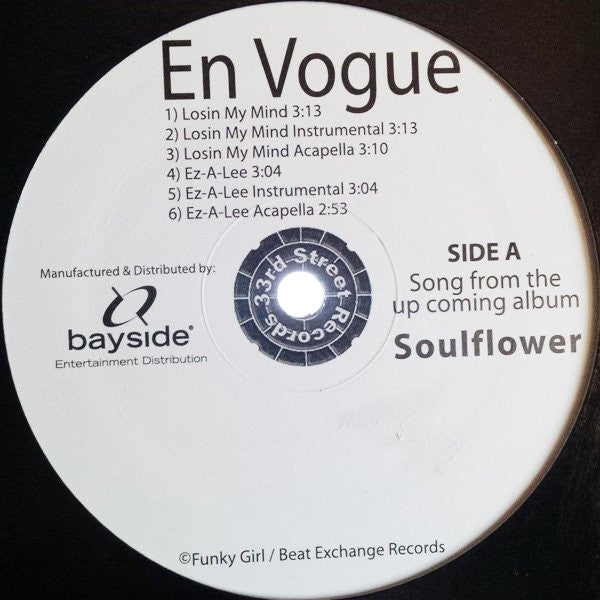 En Vogue
1) Losin My Mind 3:13
2) Losin My Mind Instrumental 3:13
3) Losin My Mind Acapella 3:10
4) Ez-A-Lee 3:04
5) Ez-A-Lee Instrumental 3:04
6) Ez-A-Lee Acapella 2:53
Manufactured & Distributed by:
bayside®
Entertainment Distribution
33rd Street Records
SIDE A
Song from the
up coming album
Soulflower
©Funky Girl / Beat Exchange Records